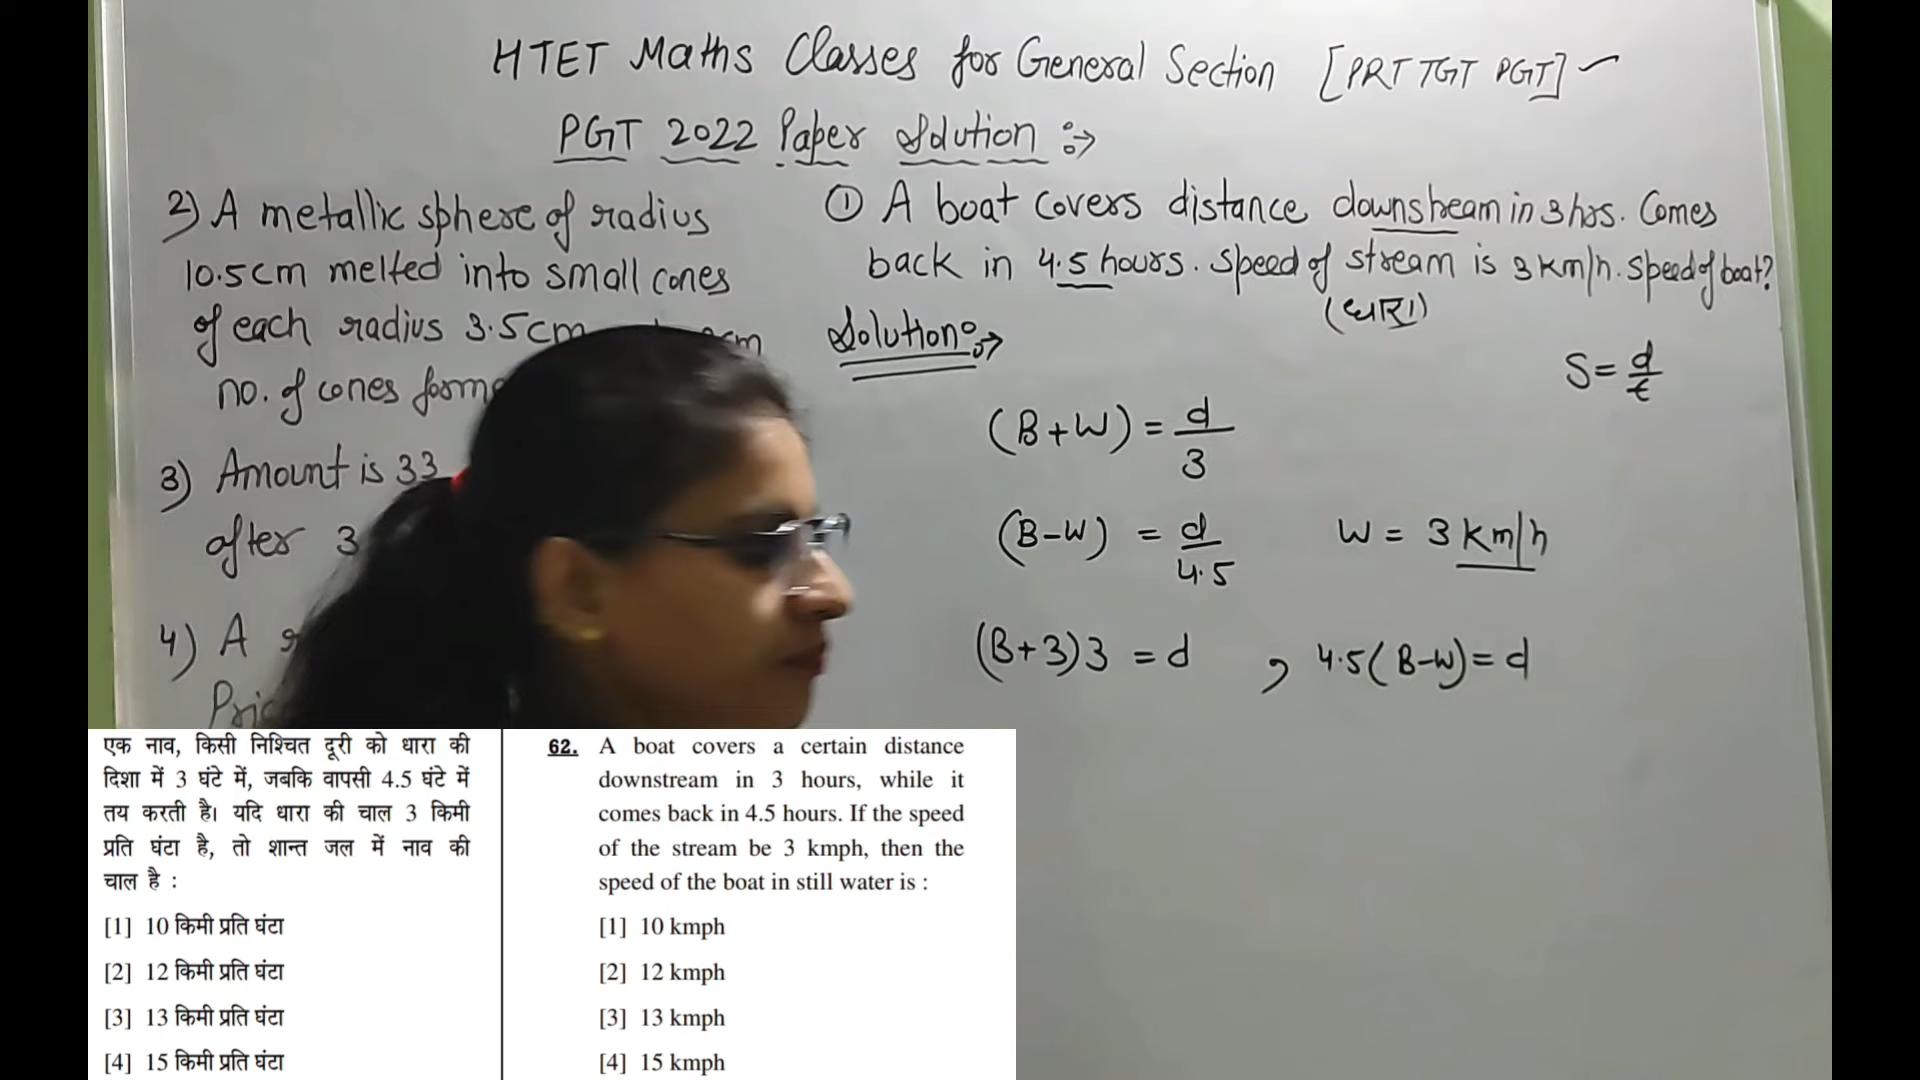 HTET Maths Classes for General Section [PRT TGT PGT]
PGT 2022 Paper Solution :→
2) A metallic sphere of radius
10.5cm melted into small cones
of each radius 3.5cm
no. of cones form
3) Amount is 33
after 3
4) A
① A boat covers distance downstream in 3 hrs. Comes
back in 4.5 hours. Speed of stream is 3 Km/h. Speed of boat?
(धारा)
Solution:→
S = d/t
(B+W) = d/3
(B-W) = d/4.5 W = 3 km/h
(B+3)3 = d , 4.5(B-W) = d
एक नाव, किसी निश्चित दूरी को धारा की
दिशा में 3 घंटे में, जबकि वापसी 4.5 घंटे में
तय करती है। यदि धारा की चाल 3 किमी
प्रति घंटा है, तो शान्त जल में नाव की
चाल है :
[1] 10 किमी प्रति घंटा
[2] 12 किमी प्रति घंटा
[3] 13 किमी प्रति घंटा
[4] 15 किमी प्रति घंटा
62. A boat covers a certain distance
downstream in 3 hours, while it
comes back in 4.5 hours. If the speed
of the stream be 3 kmph, then the
speed of the boat in still water is :
[1] 10 kmph
[2] 12 kmph
[3] 13 kmph
[4] 15 kmph